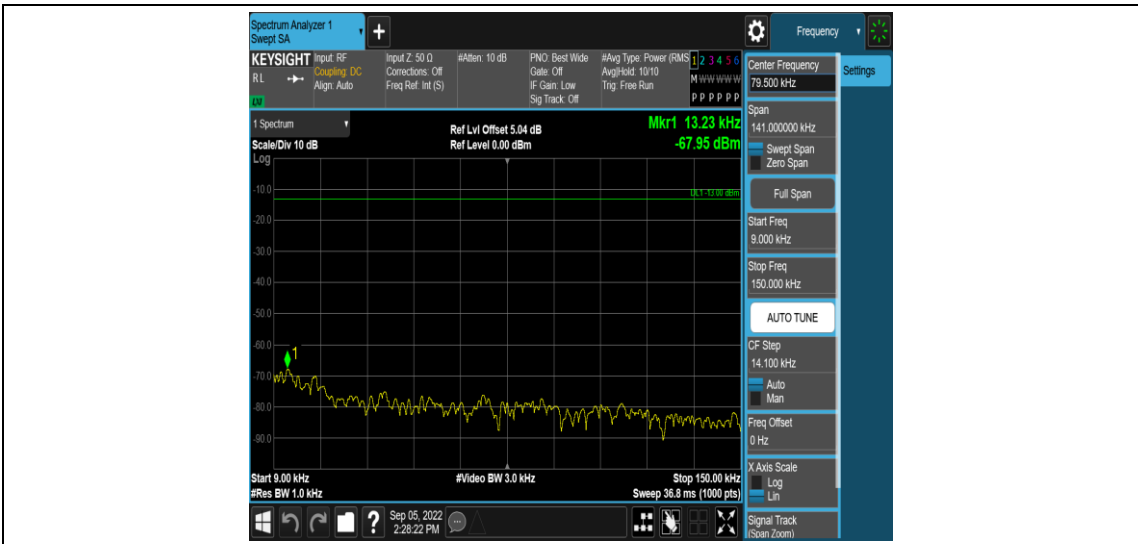 Spectrum Analyzer 1
Swept SA
+
Frequency
KEYSIGHT
RL
LXI
Input: RF
Coupling: DC
Align: Auto
Input Z: 50 Ω
Corrections: Off
Freq Ref: Int (S)
#Atten: 10 dB
PNO: Best Wide
Gate: Off
IF Gain: Low
Sig Track: Off
#Avg Type: Power (RMS
Avg|Hold: 10/10
Trig: Free Run
1 2 3 4 5 6
M W W W W W
P P P P P P
Center Frequency
79.500 kHz
Settings
Span
141.000000 kHz
Swept Span
Zero Span
Full Span
Start Freq
9.000 kHz
Stop Freq
150.000 kHz
AUTO TUNE
CF Step
14.100 kHz
Auto
Man
Freq Offset
0 Hz
X Axis Scale
Log
Lin
Signal Track
(Span Zoom)
1 Spectrum
Scale/Div 10 dB
Ref Lvl Offset 5.04 dB
Ref Level 0.00 dBm
Mkr1 13.23 kHz
-67.95 dBm
Log
DL1 -13.00 dBm
-10.0
-20.0
-30.0
-40.0
-50.0
-60.0
1
-70.0
-80.0
-90.0
Start 9.00 kHz
#Video BW 3.0 kHz
Stop 150.00 kHz
#Res BW 1.0 kHz
Sweep 36.8 ms (1000 pts)
?
Sep 05, 2022
2:28:22 PM